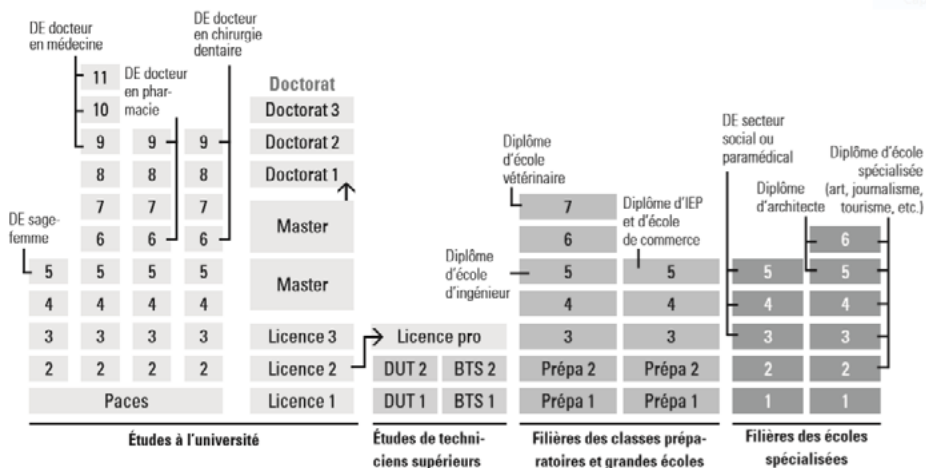 DE docteur
en médecine
DE docteur
en chirurgie
dentaire
DE docteur
en phar-
macie
DE sage-
femme
11
10
9 9 9
8 8 8
7 7 7
6 6 6
5 5 5 5
4 4 4 4
3 3 3 3
2 2 2 2
Paces
Doctorat
Doctorat 3
Doctorat 2
Doctorat 1
Master
Master
Licence 3
Licence 2
Licence 1
Études à l'université
Licence pro
DUT 2 BTS 2
DUT 1 BTS 1
Études de techni-
ciens supérieurs
Diplôme
d'école
vétérinaire
Diplôme
d'école
d'ingénieur
Diplôme d'IEP
et d'école
de commerce
7
6
5 5
4 4
3 3
Prépa 2 Prépa 2
Prépa 1 Prépa 1
Filières des classes prépa-
ratoires et grandes écoles
DE secteur
social ou
paramédical
Diplôme
d'architecte
Diplôme d'école
spécialisée
(art, journalisme,
tourisme, etc.)
6
5 5
4 4
3 3
2 2
1 1
Filières des écoles
spécialisées